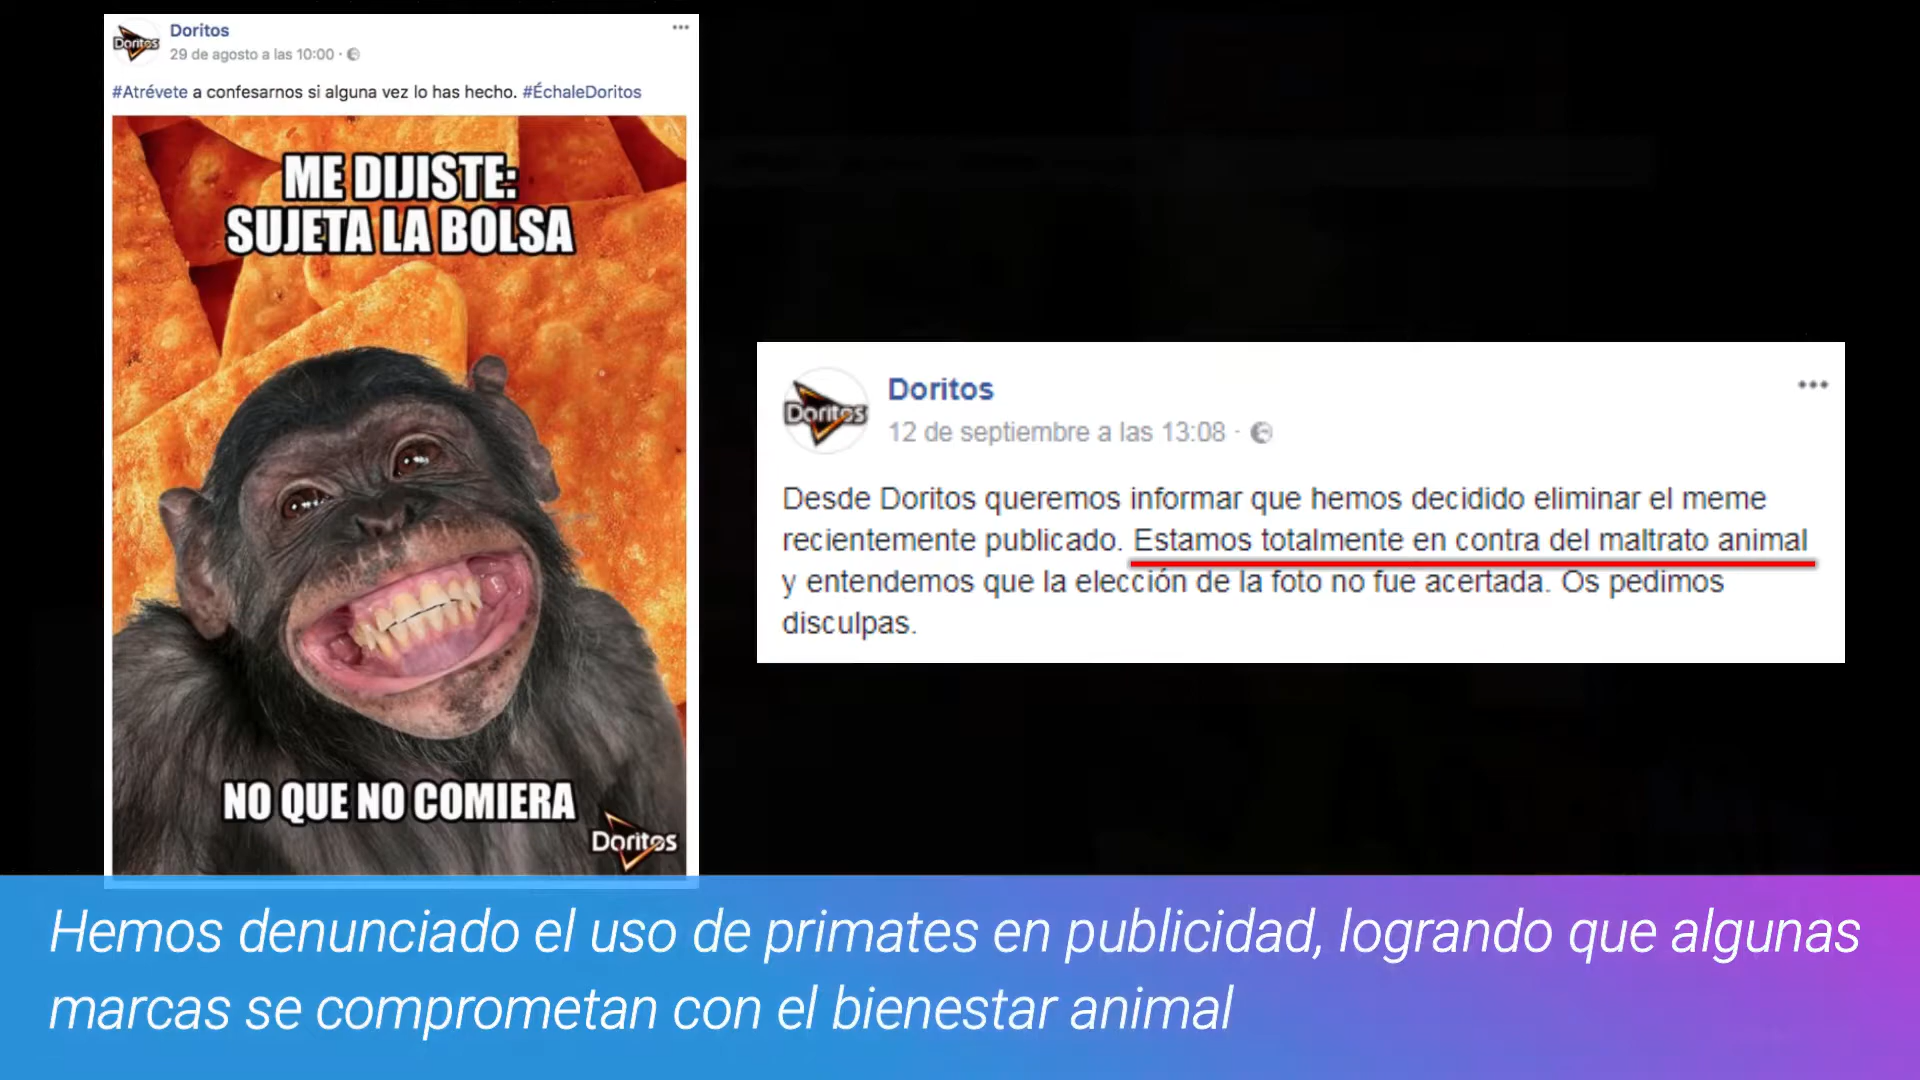 Doritos
Doritos
29 de agosto a las 10:00 ·
#Atrévete a confesarnos si alguna vez lo has hecho. #ÉchaleDoritos
ME DIJISTE:
SUJETA LA BOLSA
NO QUE NO COMIERA
Doritos
Doritos
Doritos
12 de septiembre a las 13:08 ·
Desde Doritos queremos informar que hemos decidido eliminar el meme
recientemente publicado. Estamos totalmente en contra del maltrato animal
y entendemos que la elección de la foto no fue acertada. Os pedimos
disculpas.
Hemos denunciado el uso de primates en publicidad, logrando que algunas
marcas se comprometan con el bienestar animal